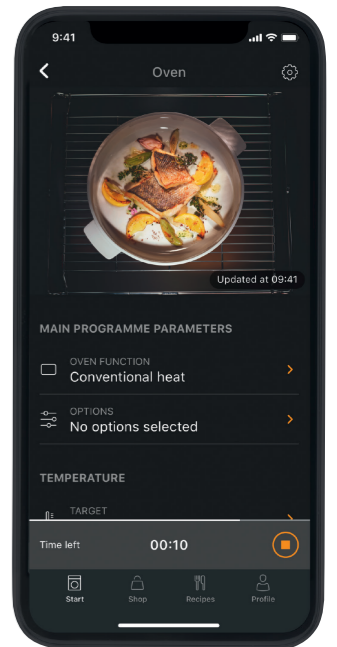 9:41
Oven
Updated at 09:41
MAIN PROGRAMME PARAMETERS
OVEN FUNCTION
Conventional heat
OPTIONS
No options selected
TEMPERATURE
TARGET
Time left 00:10
Start Shop Recipes Profile